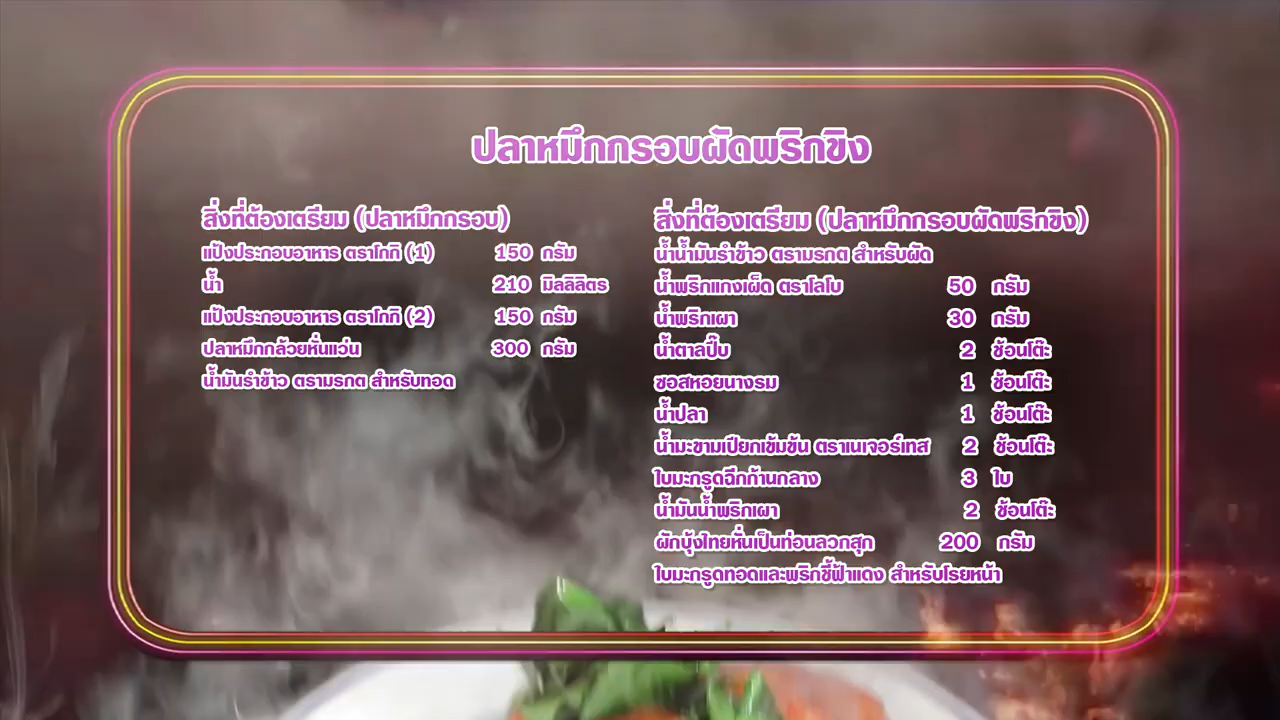 ปลาหมึกกรอบผัดพริกขิง
สิ่งที่ต้องเตรียม (ปลาหมึกกรอบ)
แป้งประกอบอาหาร ตราโกกิ (1) 150 กรัม
น้ำ 210 มิลลิลิตร
แป้งประกอบอาหาร ตราโกกิ (2) 150 กรัม
ปลาหมึกกล้วยหั่นแว่น 300 กรัม
น้ำมันรำข้าว ตรามรกต สำหรับทอด
สิ่งที่ต้องเตรียม (ปลาหมึกกรอบผัดพริกขิง)
น้ำน้ำมันรำข้าว ตรามรกต สำหรับผัด
น้ำพริกแกงเผ็ด ตราโลโบ 50 กรัม
น้ำพริกเผา 30 กรัม
น้ำตาลปี๊บ 2 ช้อนโต๊ะ
ซอสหอยนางรม 1 ช้อนโต๊ะ
น้ำปลา 1 ช้อนโต๊ะ
น้ำมะขามเปียกเข้มข้น ตราเนเจอร์เทส 2 ช้อนโต๊ะ
ใบมะกรูดฉีกก้านกลาง 3 ใบ
น้ำมันน้ำพริกเผา 2 ช้อนโต๊ะ
ผักบุ้งไทยหั่นเป็นท่อนลวกสุก 200 กรัม
ใบมะกรูดทอดและพริกชี้ฟ้าแดง สำหรับโรยหน้า